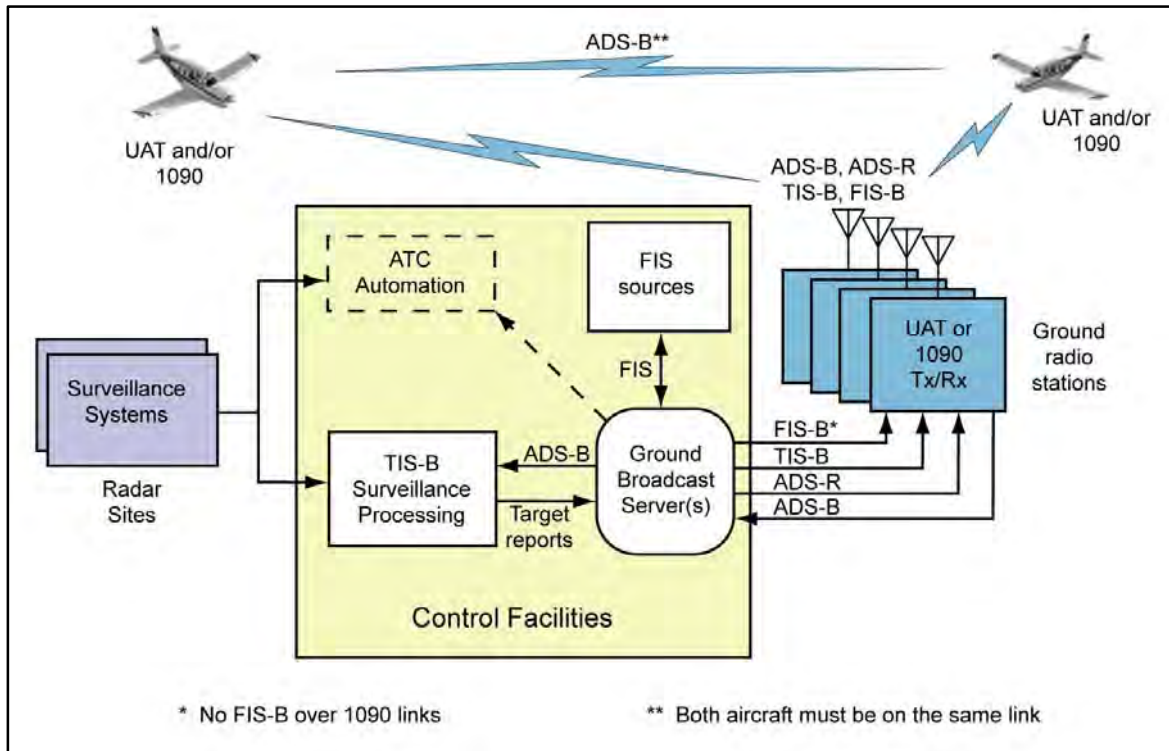 ADS-B**
UAT and/or
1090
UAT and/or
1090
ADS-B, ADS-R
TIS-B, FIS-B
ATC
Automation
FIS
sources
UAT or
1090
Tx/Rx
Ground
radio
stations
Surveillance
Systems
Radar
Sites
FIS
TIS-B
Surveillance
Processing
ADS-B
Target
reports
Ground
Broadcast
Server(s)
FIS-B*
TIS-B
ADS-R
ADS-B
Control Facilities
* No FIS-B over 1090 links
** Both aircraft must be on the same link